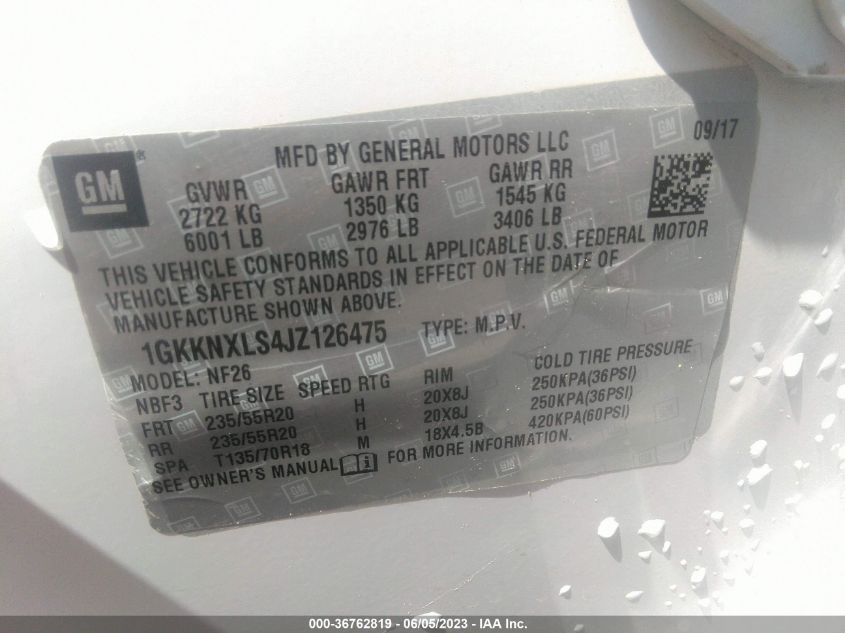 GM ®
MFD BY GENERAL MOTORS LLC
09/17
GVWR GAWR FRT GAWR RR
2722 KG 1350 KG 1545 KG
6001 LB 2976 LB 3406 LB
THIS VEHICLE CONFORMS TO ALL APPLICABLE U.S. FEDERAL MOTOR
VEHICLE SAFETY STANDARDS IN EFFECT ON THE DATE OF
MANUFACTURE SHOWN ABOVE.
1GKKNXLS4JZ126475 TYPE: M.P.V.
MODEL: NF26
NBF3 TIRE SIZE SPEED RTG RIM COLD TIRE PRESSURE
FRT 235/55R20 H 20X8J 250KPA(36PSI)
RR 235/55R20 H 20X8J 250KPA(36PSI)
SPA T135/70R18 M 18X4.5B 420KPA(60PSI)
SEE OWNER'S MANUAL FOR MORE INFORMATION.
000-36762819 - 06/05/2023 - IAA Inc.